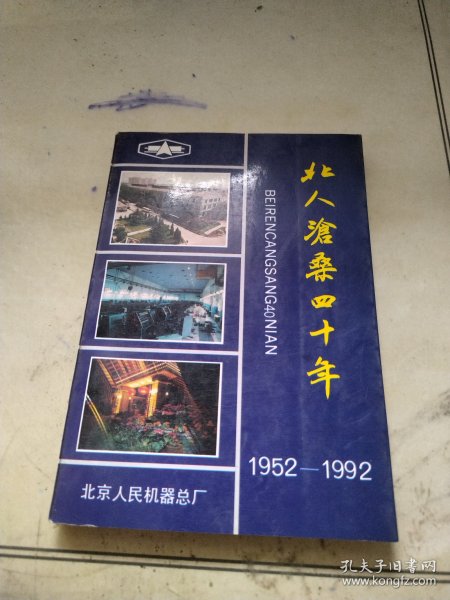 北人滄桑四十年
BEIRENCANGSANG40NIAN
1952—1992
北京人民机器总厂
孔夫子旧书网
www.kongfz.com